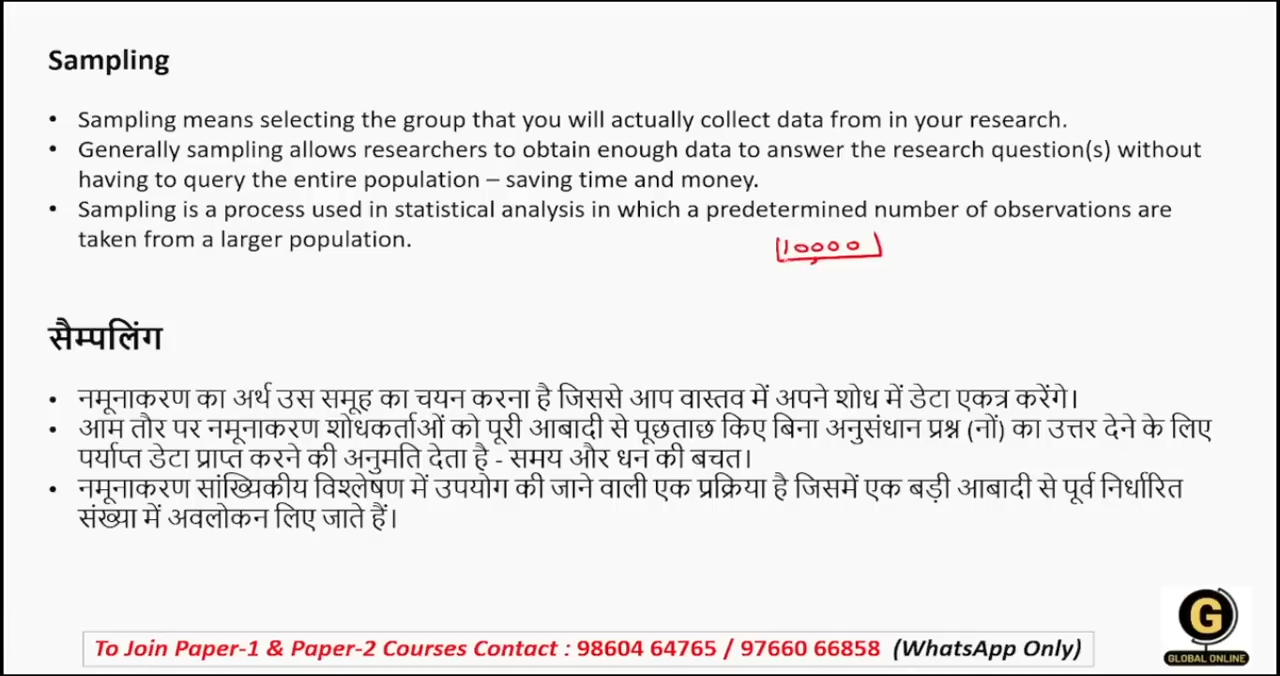 Sampling
• Sampling means selecting the group that you will actually collect data from in your research.
• Generally sampling allows researchers to obtain enough data to answer the research question(s) without
having to query the entire population – saving time and money.
• Sampling is a process used in statistical analysis in which a predetermined number of observations are
taken from a larger population.
10,000
सैम्पलिंग
• नमूनाकरण का अर्थ उस समूह का चयन करना है जिससे आप वास्तव में अपने शोध में डेटा एकत्र करेंगे।
• आम तौर पर नमूनाकरण शोधकर्ताओं को पूरी आबादी से पूछताछ किए बिना अनुसंधान प्रश्न (नों) का उत्तर देने के लिए
पर्याप्त डेटा प्राप्त करने की अनुमति देता है - समय और धन की बचत।
• नमूनाकरण सांख्यिकीय विश्लेषण में उपयोग की जाने वाली एक प्रक्रिया है जिसमें एक बड़ी आबादी से पूर्व निर्धारित
संख्या में अवलोकन लिए जाते हैं।
To Join Paper-1 & Paper-2 Courses Contact : 98604 64765 / 97660 66858 (WhatsApp Only)
G
GLOBAL ONLINE